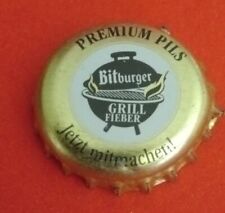 PREMIUM PILS
Bitburger
GRILL
FIEBER
Jetzt mitmachen!